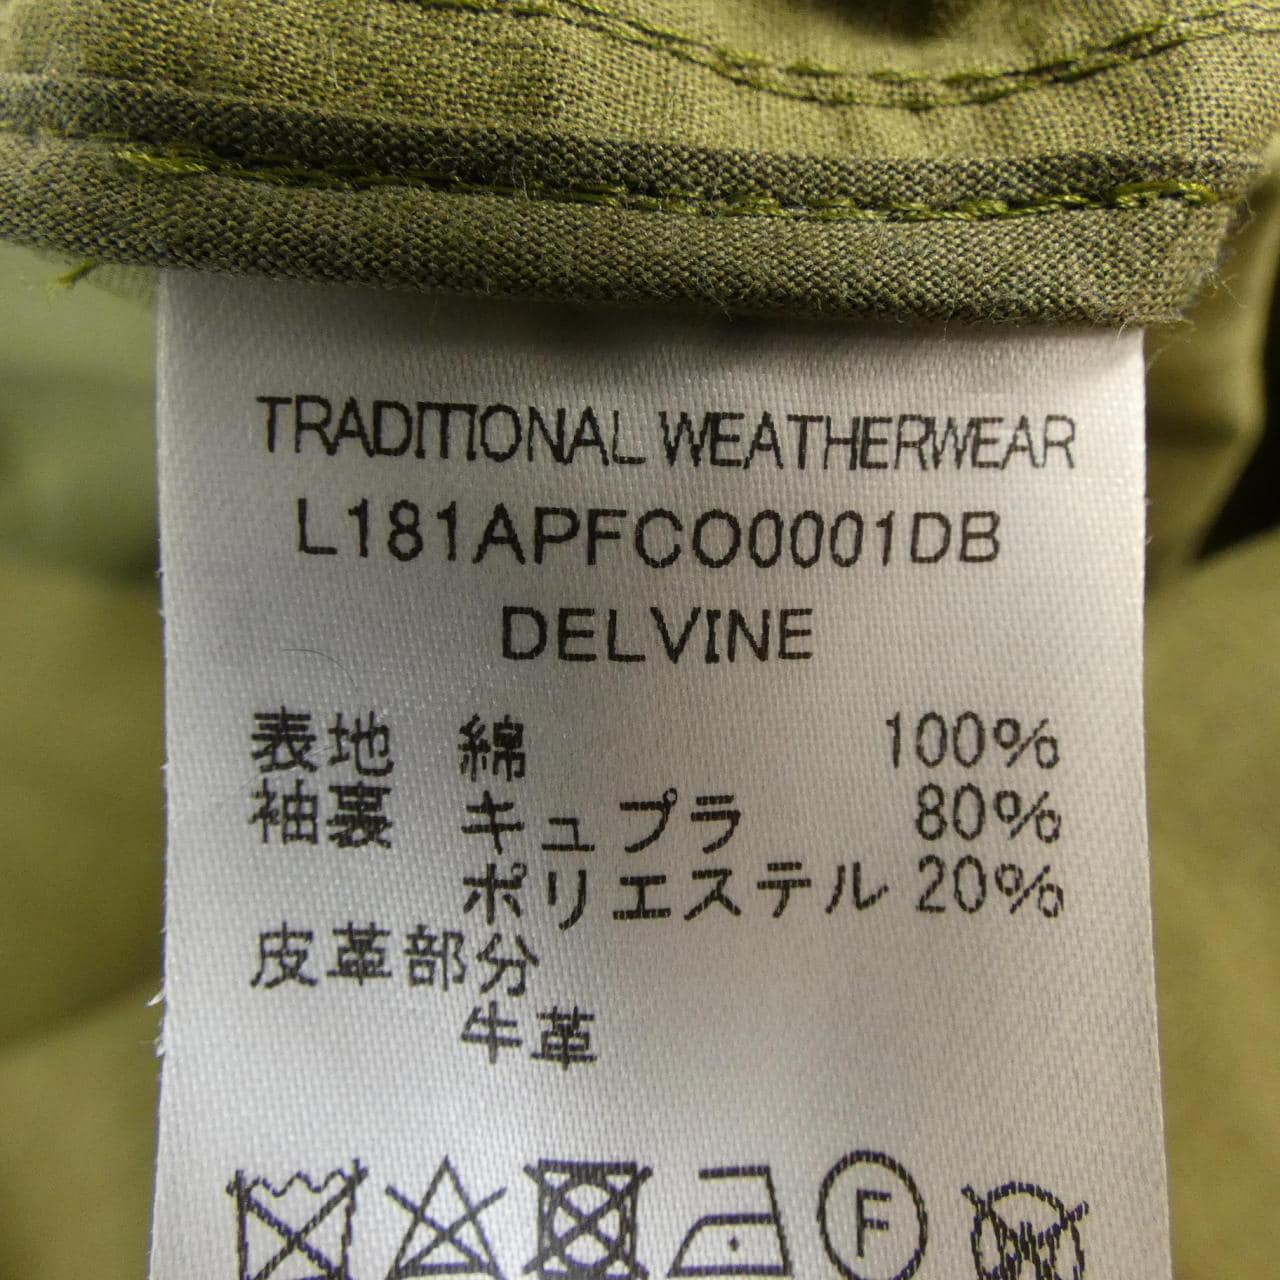 TRADITIONAL WEATHERWEAR
L181APFCO0001DB
DELVINE
表地 綿 100%
袖裏 キュプラ 80%
ポリエステル 20%
皮革部分
牛革
F
W